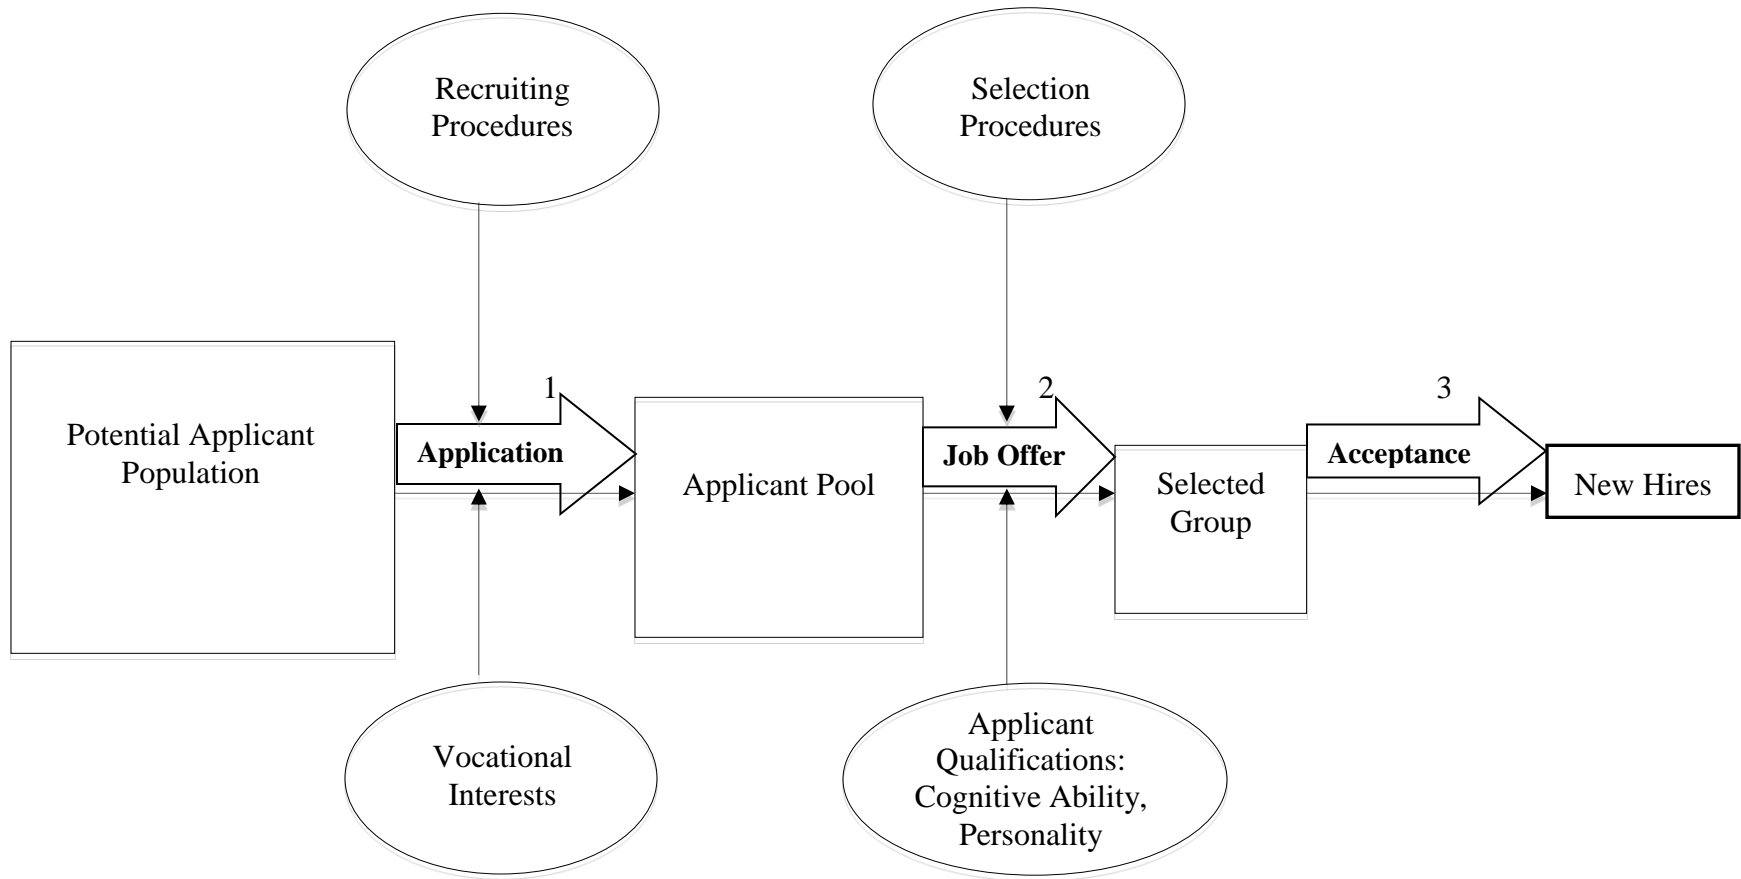 Recruiting
Procedures
Selection
Procedures
1
2
3
Potential Applicant
Population
Application
Applicant Pool
Job Offer
Selected
Group
Acceptance
New Hires
Vocational
Interests
Applicant
Qualifications:
Cognitive Ability,
Personality